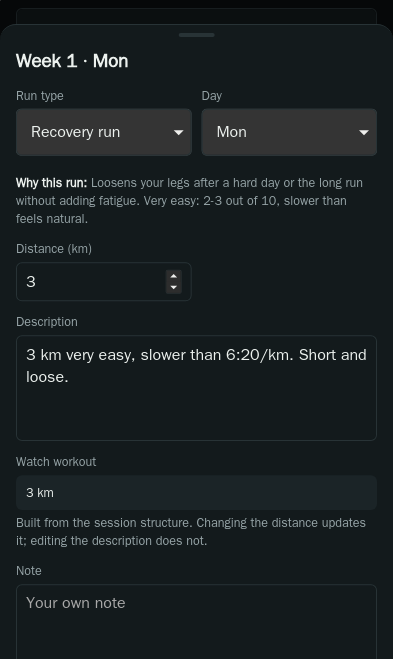 Week 1 · Mon
Run type
Day
Recovery run
Mon
Why this run: Loosens your legs after a hard day or the long run
without adding fatigue. Very easy: 2-3 out of 10, slower than
feels natural.
Distance (km)
3
Description
3 km very easy, slower than 6:20/km. Short and
loose.
Watch workout
3 km
Built from the session structure. Changing the distance updates
it; editing the description does not.
Note
Your own note